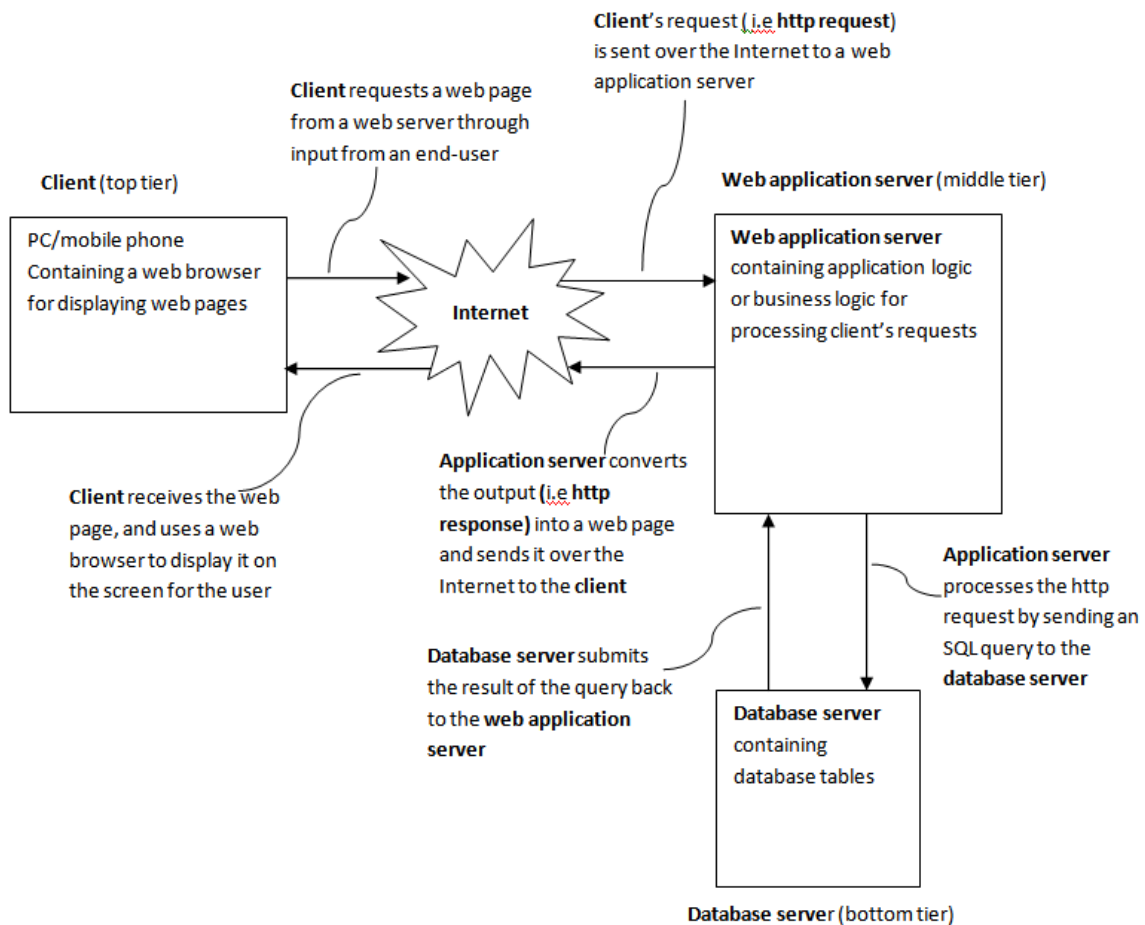 Client's request ( i.e http request)
is sent over the Internet to a web
application server
Client requests a web page
from a web server through
input from an end-user
Client (top tier)
Web application server (middle tier)
PC/mobile phone
Containing a web browser
for displaying web pages
Internet
Web application server
containing application logic
or business logic for
processing client's requests
Client receives the web
page, and uses a web
browser to display it on
the screen for the user
Application server converts
the output (i.e http
response) into a web page
and sends it over the
Internet to the client
Application server
processes the http
request by sending an
SQL query to the
database server
Database server submits
the result of the query back
to the web application
server
Database server
containing
database tables
Database server (bottom tier)